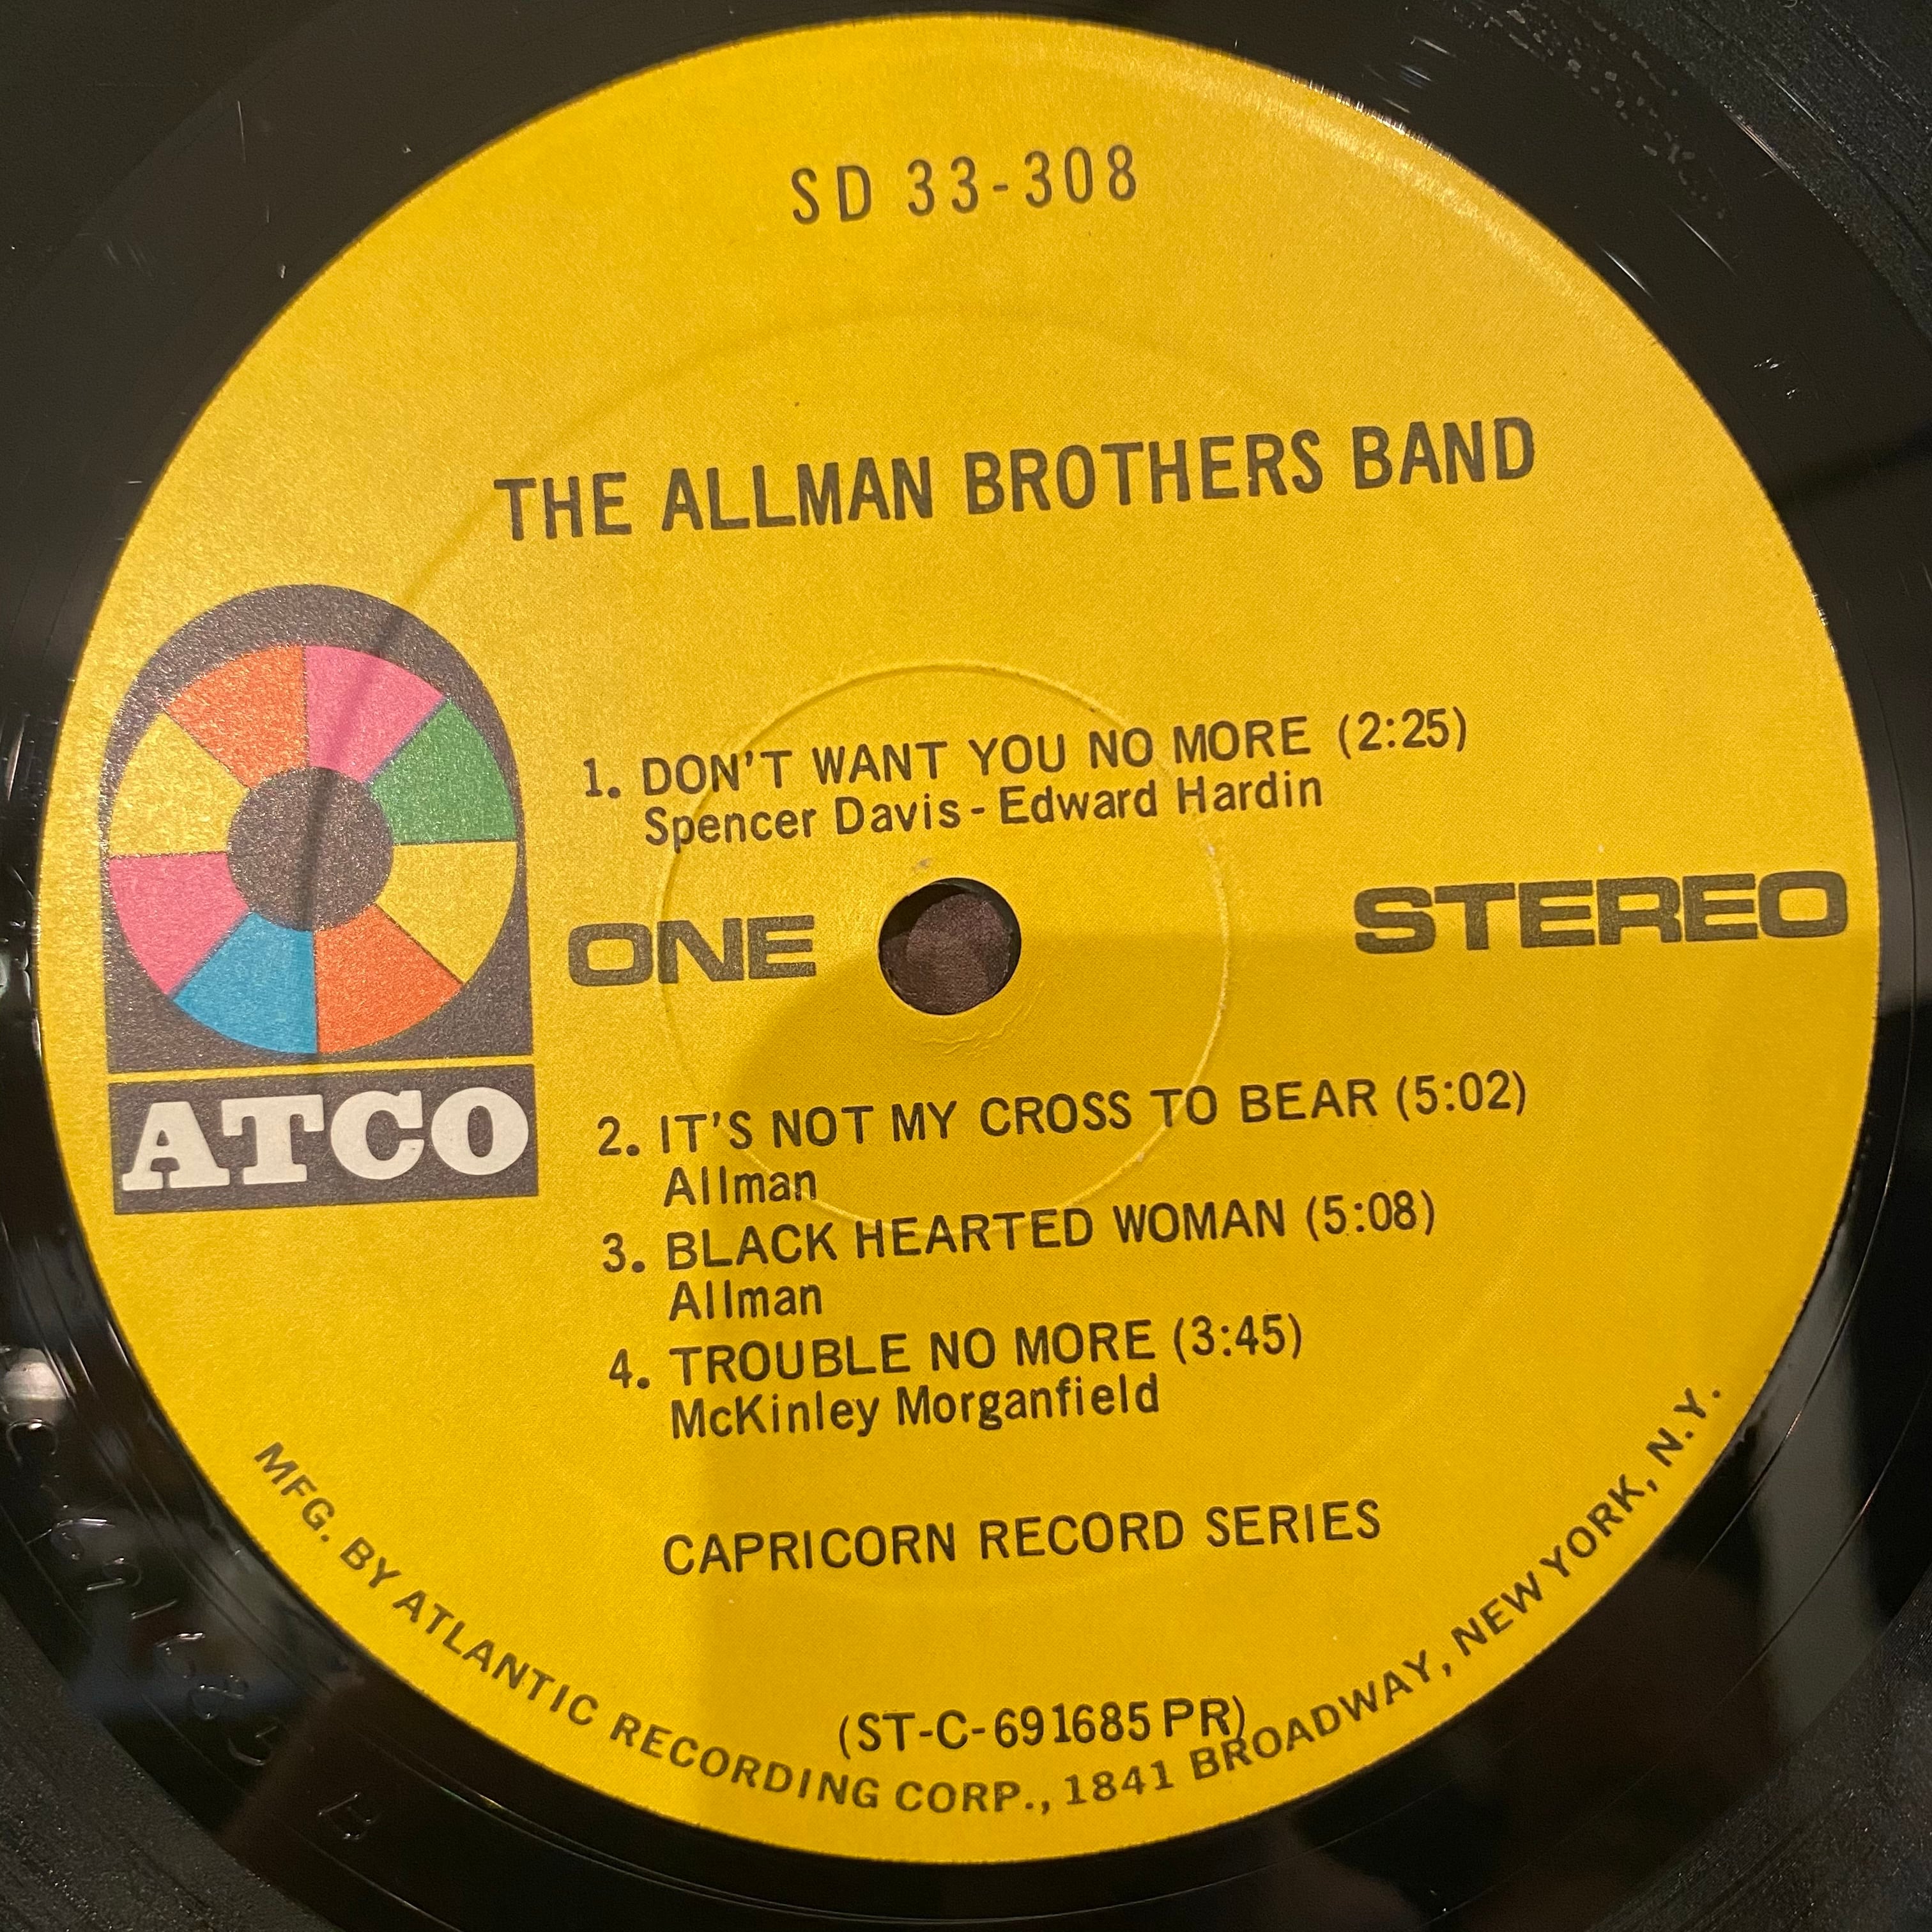 SD 33-308
THE ALLMAN BROTHERS BAND
1. DON'T WANT YOU NO MORE (2:25)
Spencer Davis - Edward Hardin
ONE
STEREO
ATCO
2. IT'S NOT MY CROSS TO BEAR (5:02)
Allman
3. BLACK HEARTED WOMAN (5:08)
Allman
4. TROUBLE NO MORE (3:45)
McKinley Morganfield
CAPRICORN RECORD SERIES
(ST-C-691685 PR)
MFG. BY ATLANTIC RECORDING CORP., 1841 BROADWAY, NEW YORK, N.Y.